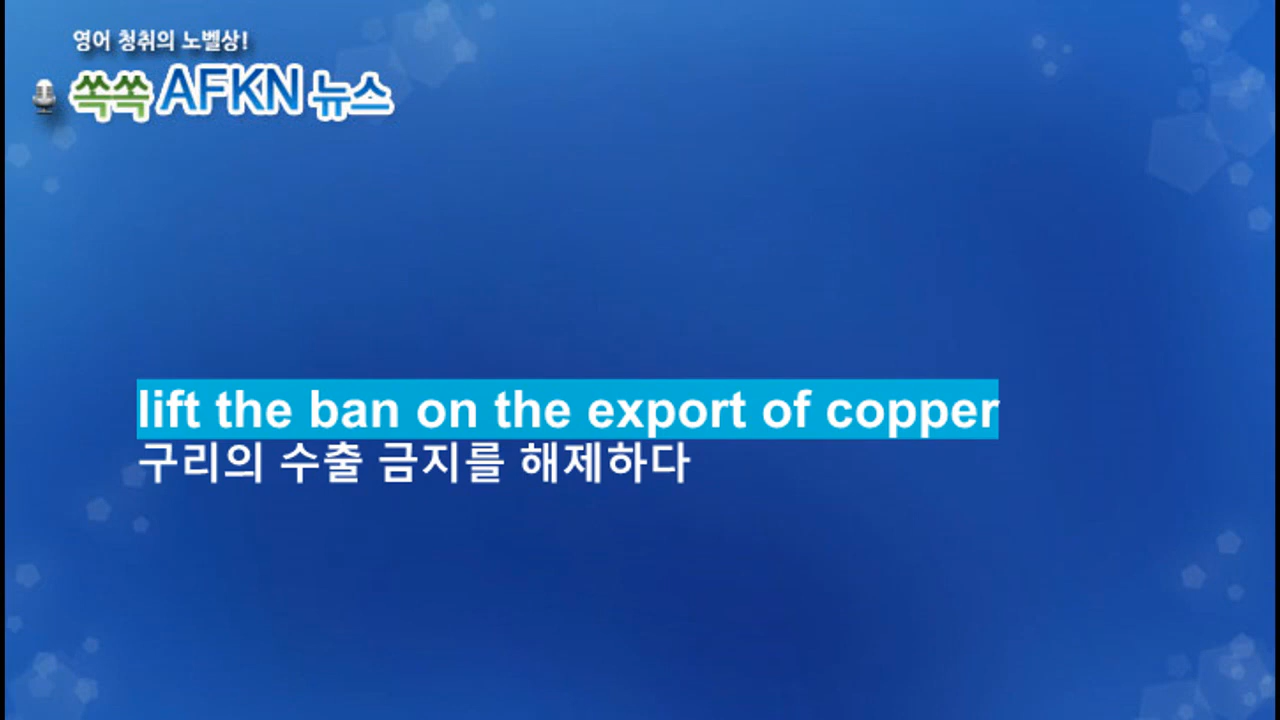 영어 청취의 노벨상!
쏙쏙 AFKN 뉴스
lift the ban on the export of copper
구리의 수출 금지를 해제하다